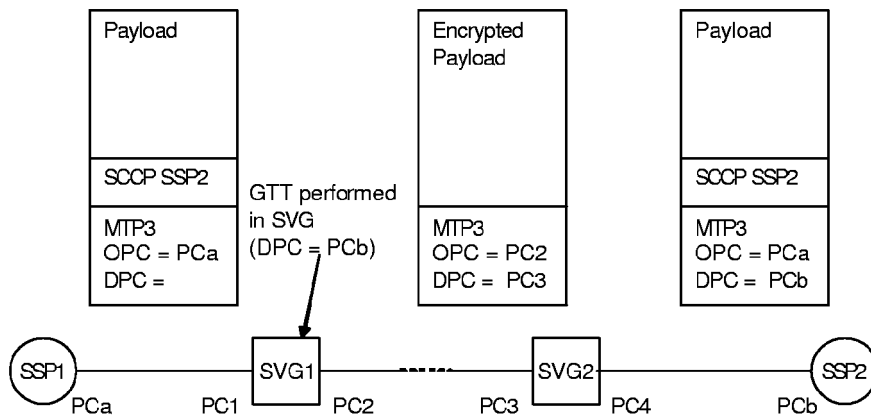 Payload
SCCP SSP2
MTP3
OPC = PCa
DPC =
GTT performed
in SVG
(DPC = PCb)
Encrypted
Payload
MTP3
OPC = PC2
DPC = PC3
Payload
SCCP SSP2
MTP3
OPC = PCa
DPC = PCb
SSP1
SVG1
SVG2
SSP2
PCa
PC1
PC2
PC3
PC4
PCb